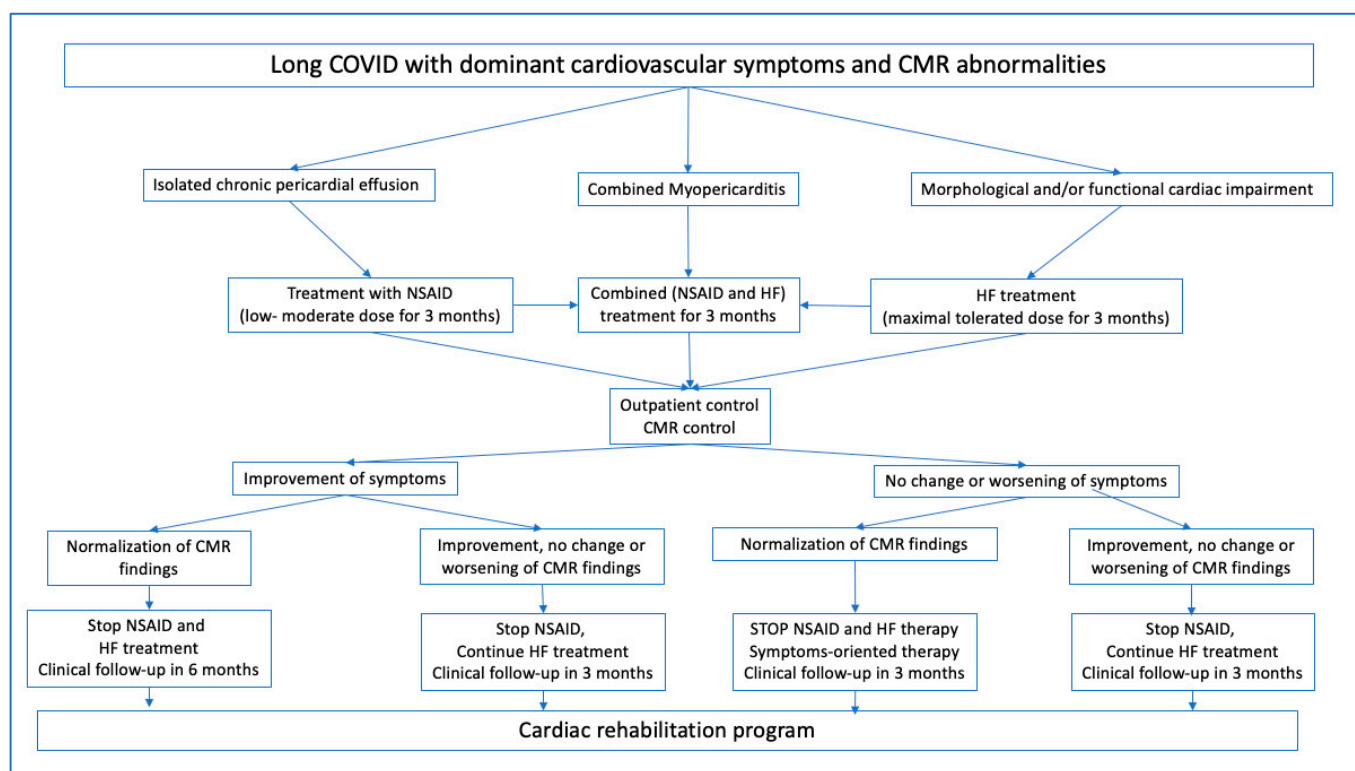 Long COVID with dominant cardiovascular symptoms and CMR abnormalities
Isolated chronic pericardial effusion
Combined Myopericarditis
Morphological and/or functional cardiac impairment
Treatment with NSAID
(low- moderate dose for 3 months)
Combined (NSAID and HF)
treatment for 3 months
HF treatment
(maximal tolerated dose for 3 months)
Outpatient control
CMR control
Improvement of symptoms
No change or worsening of symptoms
Normalization of CMR
findings
Improvement, no change or
worsening of CMR findings
Normalization of CMR findings
Improvement, no change or
worsening of CMR findings
Stop NSAID and
HF treatment
Clinical follow-up in 6 months
Stop NSAID,
Continue HF treatment
Clinical follow-up in 3 months
STOP NSAID and HF therapy
Symptoms-oriented therapy
Clinical follow-up in 3 months
Stop NSAID,
Continue HF treatment
Clinical follow-up in 3 months
Cardiac rehabilitation program